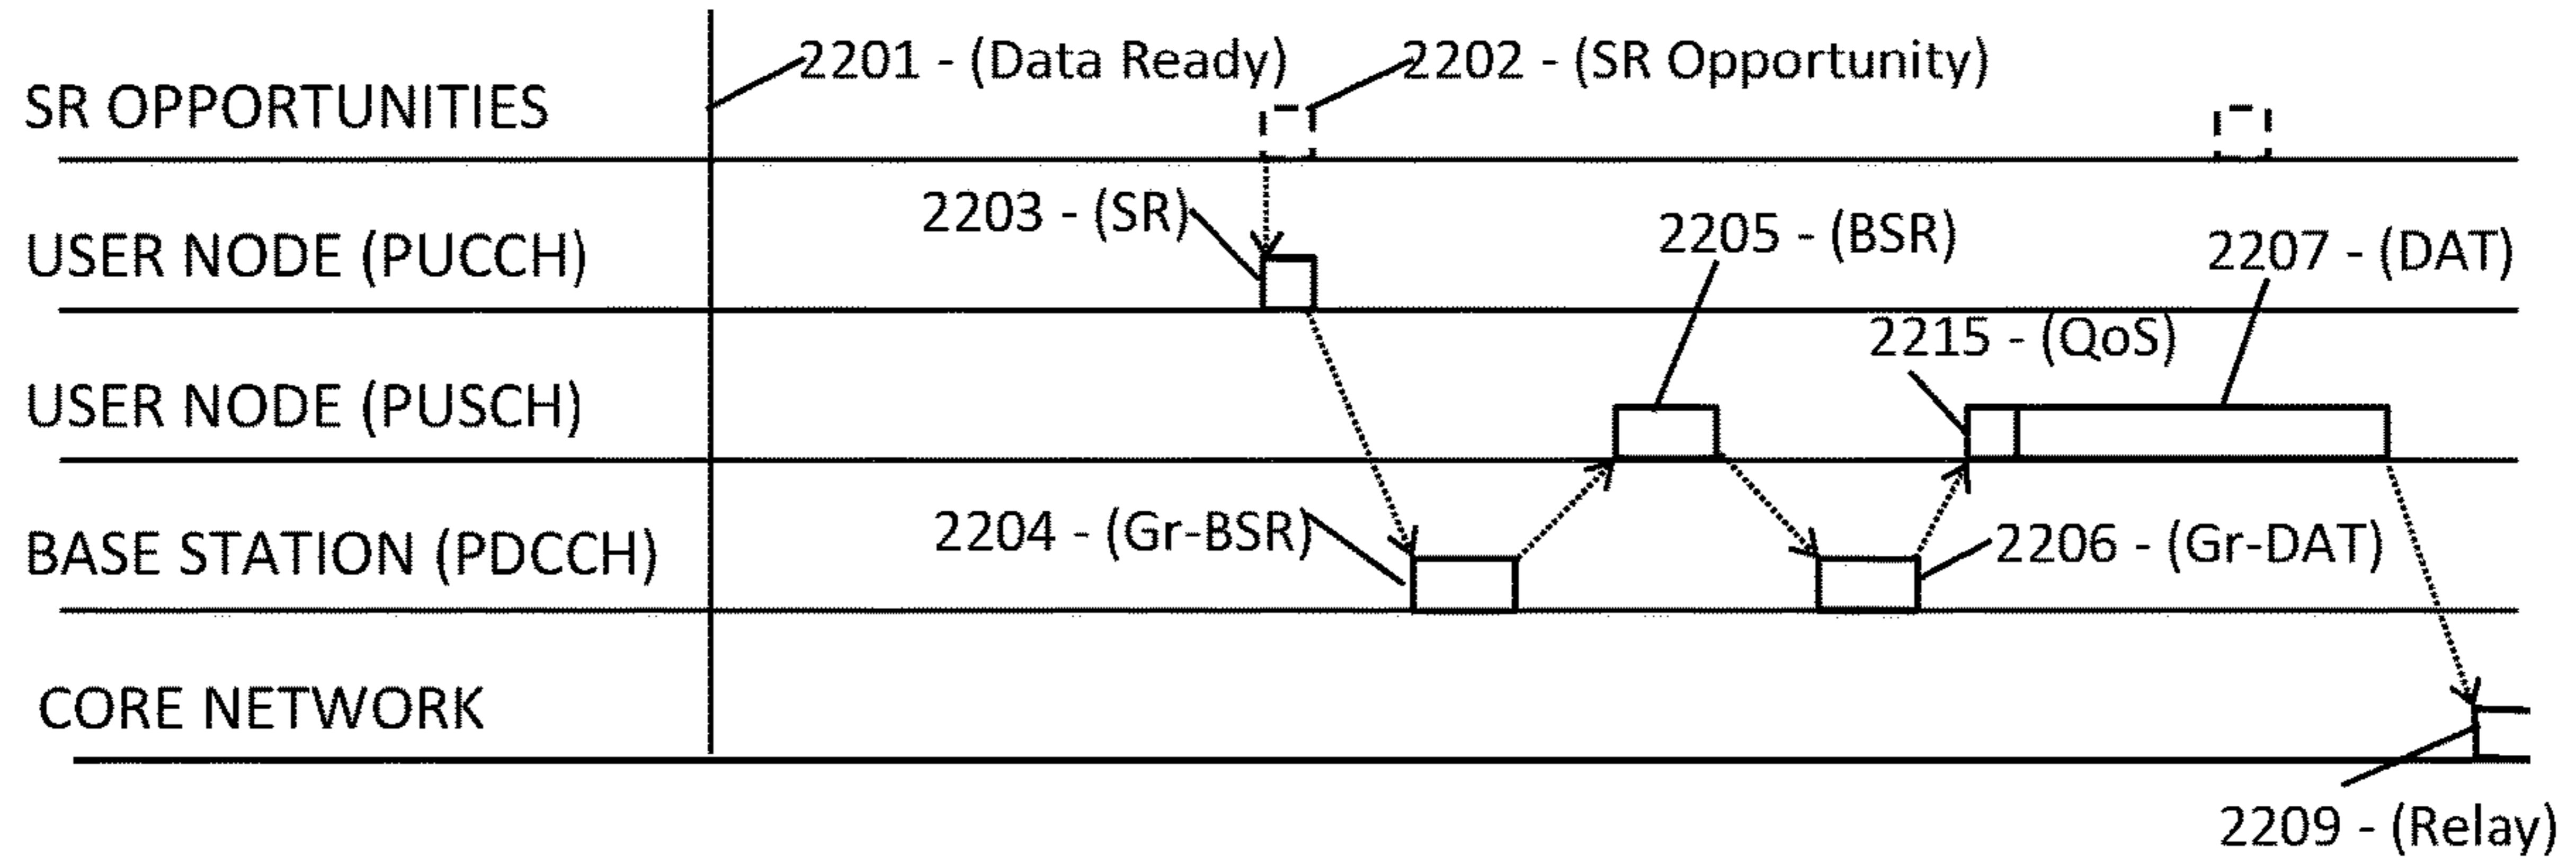 2201 - (Data Ready)
2202 - (SR Opportunity)
SR OPPORTUNITIES
2203 - (SR)
2205 - (BSR)
USER NODE (PUCCH)
2207 - (DAT)
2215 - (QoS)
USER NODE (PUSCH)
2204 - (Gr-BSR)
BASE STATION (PDCCH)
2206 - (Gr-DAT)
CORE NETWORK
2209 - (Relay)